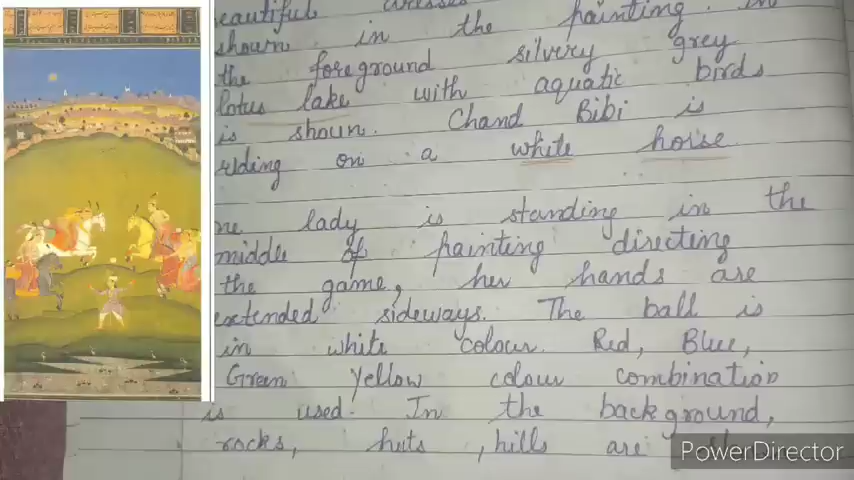 beautiful dresses
shown in the painting. In
the foreground silvery grey
lotus lake with aquatic birds
is shown. Chand Bibi is
riding on a white horse
ne lady is standing in the
middle of painting directing
the game, her hands are
extended sideways. The ball is
in white colour. Red, Blue,
Green Yellow colour combination
is used. In the background,
rocks, huts, hills are
PowerDirector